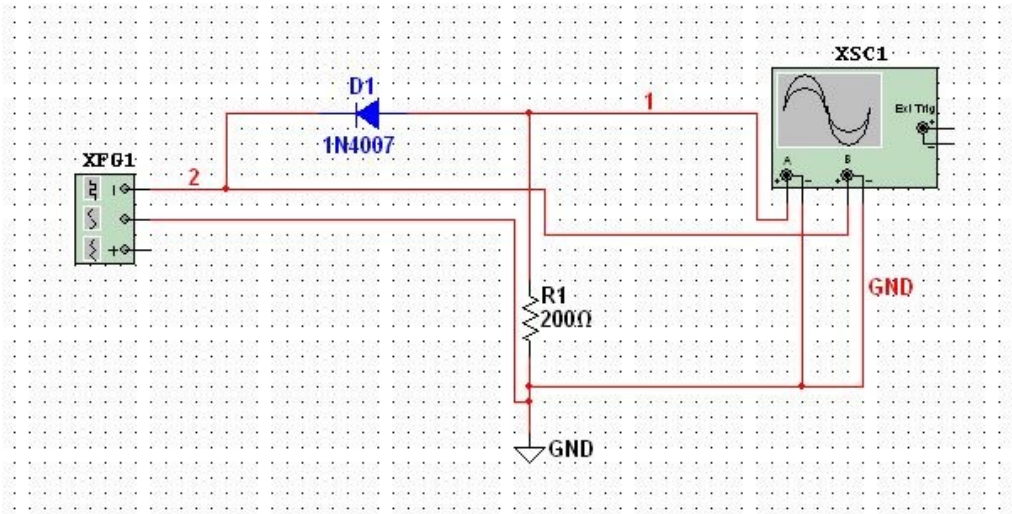 XSC1
D1
1
Ext Trig
+
1N4007
-
XFG1
A
B
2
+
-
+
-
+
GND
R1
200Ω
GND